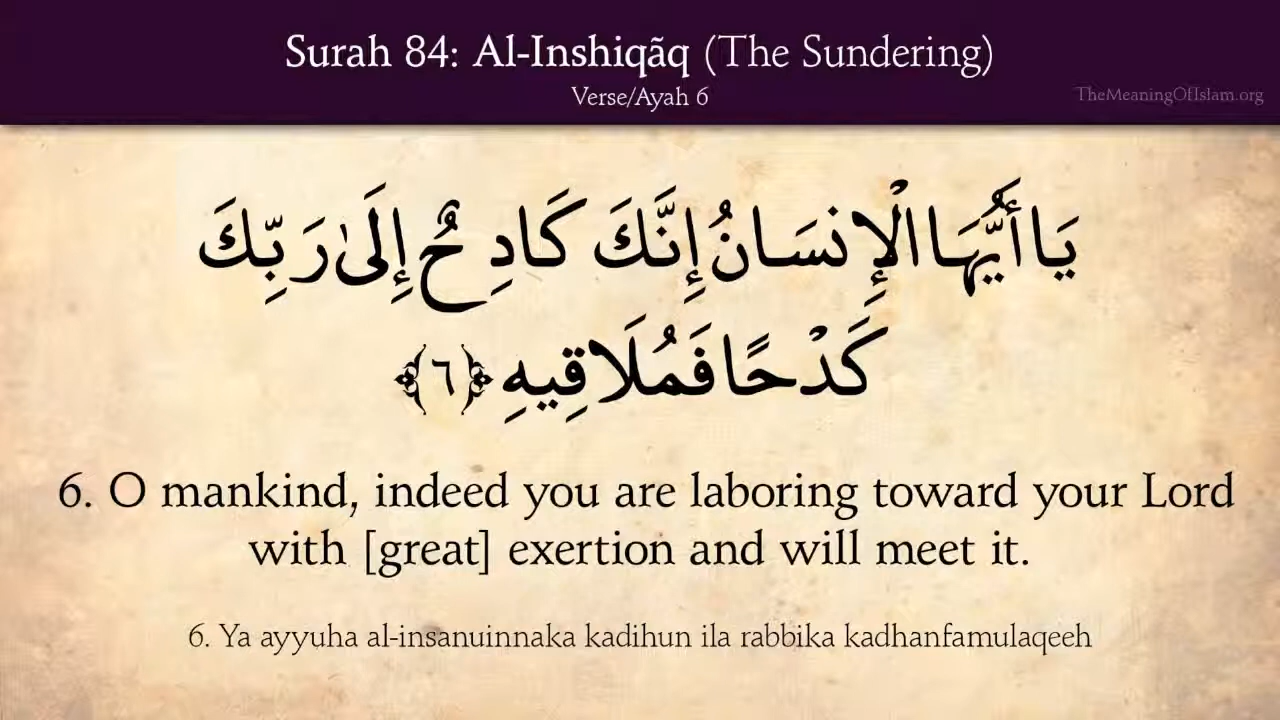 Surah 84: Al-Inshiqãq (The Sundering)
Verse/Ayah 6
TheMeaningOfIslam.org
يَا أَيُّهَا الْإِنسَانُ إِنَّكَ كَادِحٌ إِلَىٰ رَبِّكَ
كَدْحًا فَمُلَاقِيهِ ﴿٦﴾
6. O mankind, indeed you are laboring toward your Lord
with [great] exertion and will meet it.
6. Ya ayyuha al-insanuinnaka kadihun ila rabbika kadhanfamulaqeeh